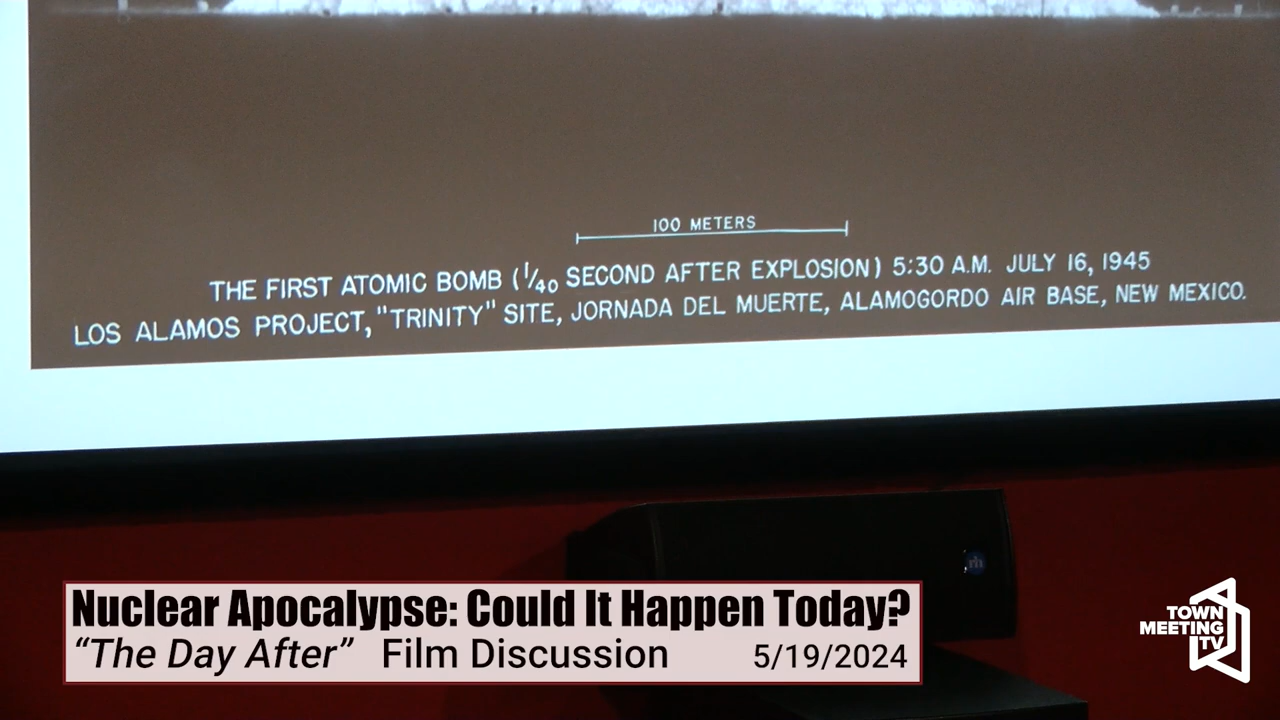 100 METERS
THE FIRST ATOMIC BOMB (1/40 SECOND AFTER EXPLOSION) 5:30 A.M. JULY 16, 1945
LOS ALAMOS PROJECT, "TRINITY" SITE, JORNADA DEL MUERTE, ALAMOGORDO AIR BASE, NEW MEXICO.
rh
Nuclear Apocalypse: Could It Happen Today?
“The Day After” Film Discussion 5/19/2024
TOWN
MEETING
TV